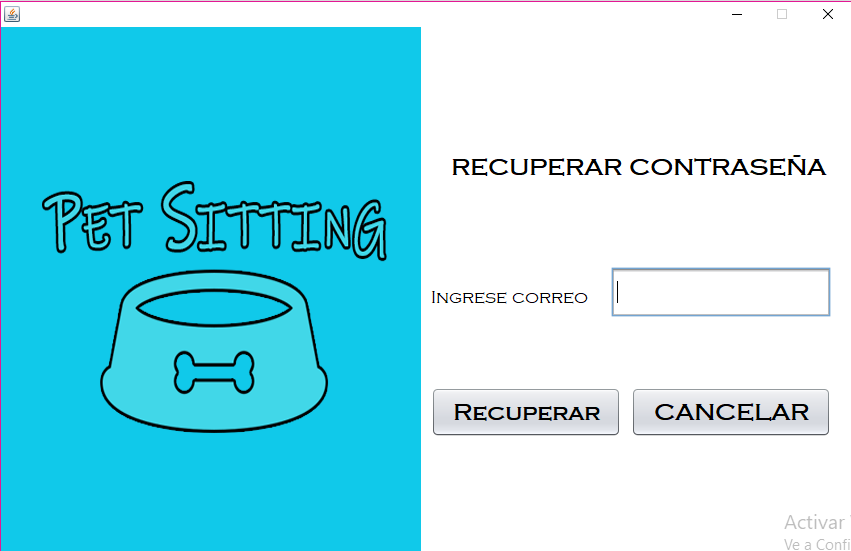 PET SITTING
RECUPERAR CONTRASEÑA
INGRESE CORREO
RECUPERAR
CANCELAR
Activar
Ve a Confi